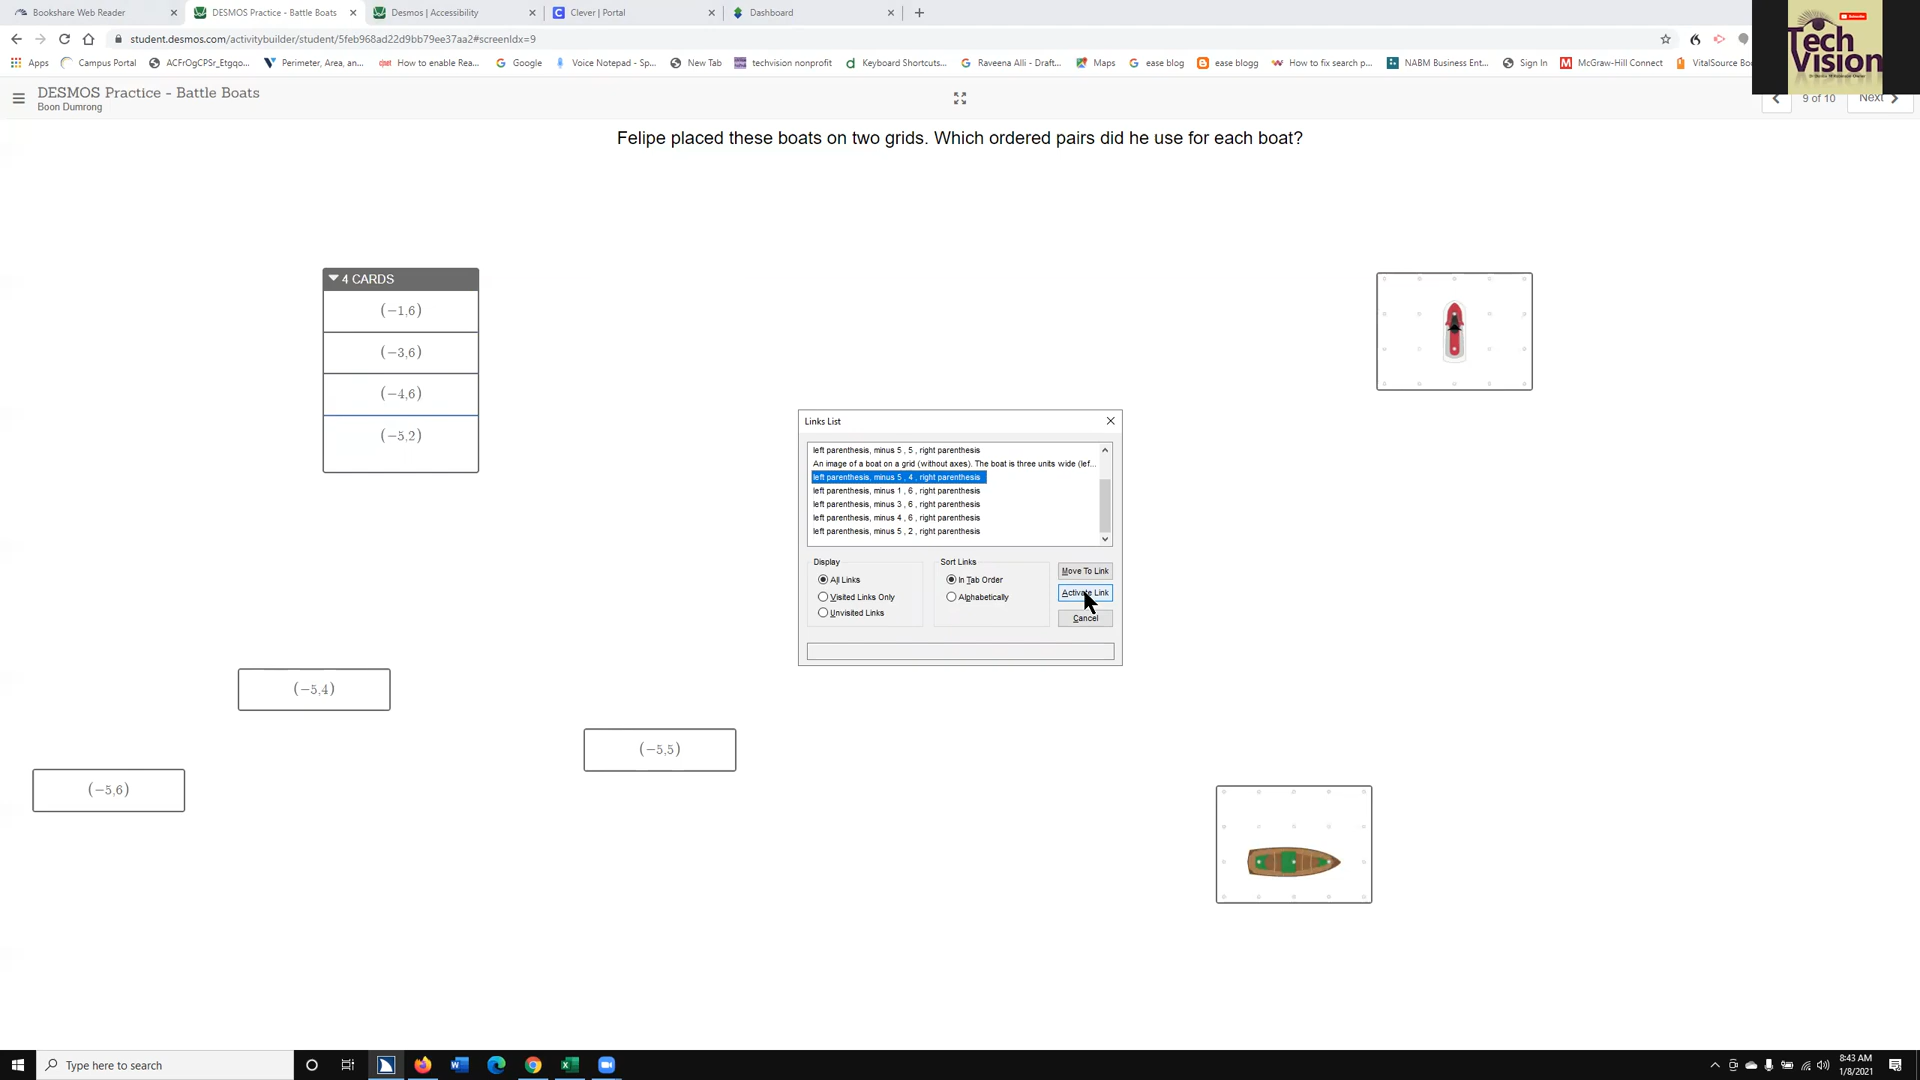 Bookshare Web Reader
DESMOS Practice - Battle Boats
Desmos | Accessibility
Clever | Portal
Dashboard
student.desmos.com/activitybuilder/student/5feb968ad22d9bb79ee37aa2#screenIdx=9
Apps
Campus Portal
ACFrOgCPSr_Etgqo...
Perimeter, Area, an...
How to enable Rea...
Google
Voice Notepad - Sp...
New Tab
techvision nonprofit
Keyboard Shortcuts...
Raveena Alli - Draft...
Maps
ease blog
ease blogg
How to fix search p...
NABM Business Ent...
Sign In
McGraw-Hill Connect
VitalSource Bo
Tech
Vision
DESMOS Practice - Battle Boats
Boon Dumrong
9 of 10
Next
Felipe placed these boats on two grids. Which ordered pairs did he use for each boat?
4 CARDS
(−1,6)
(−3,6)
(−4,6)
(−5,2)
Links List
left parenthesis, minus 5 , 5 , right parenthesis
An image of a boat on a grid (without axes). The boat is three units wide (lef...
left parenthesis, minus 5 , 4 , right parenthesis
left parenthesis, minus 1 , 6 , right parenthesis
left parenthesis, minus 3 , 6 , right parenthesis
left parenthesis, minus 4 , 6 , right parenthesis
left parenthesis, minus 5 , 2 , right parenthesis
Display
All Links
Visited Links Only
Unvisited Links
Sort Links
In Tab Order
Alphabetically
Move To Link
Activate Link
Cancel
(−5,4)
(−5,5)
(−5,6)
Type here to search
8:43 AM
1/8/2021